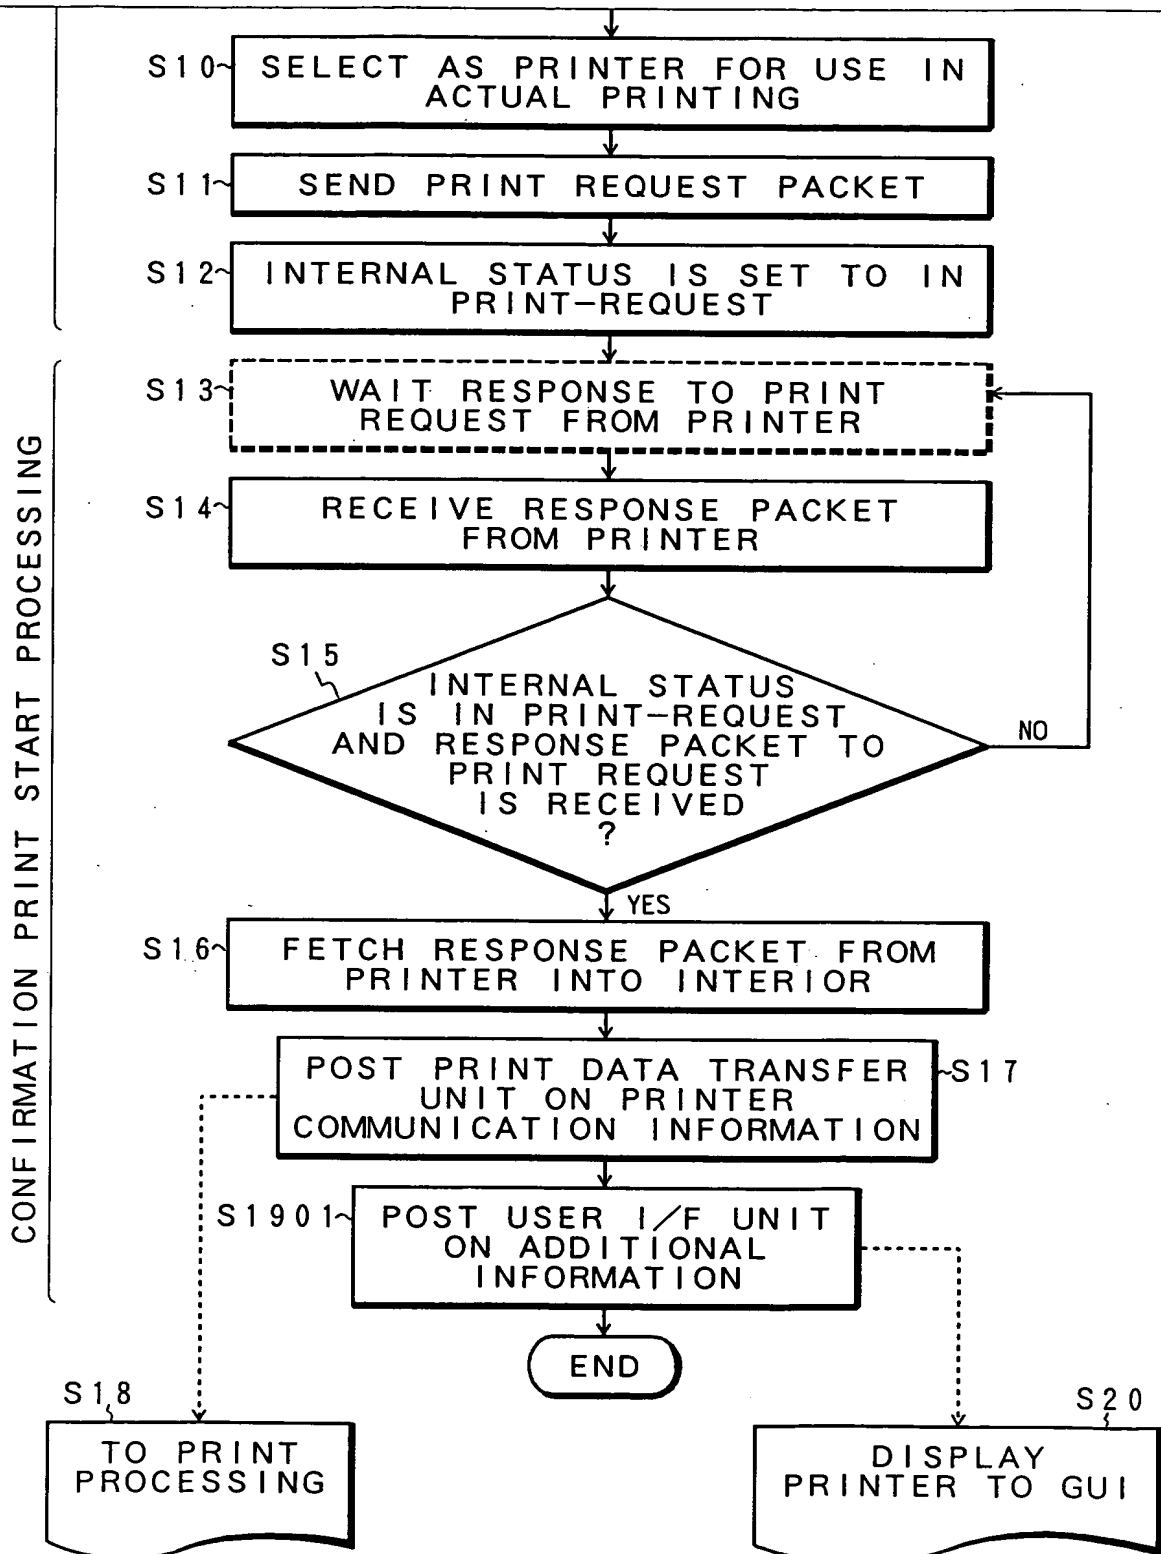 S10 SELECT AS PRINTER FOR USE IN
ACTUAL PRINTING
S11 SEND PRINT REQUEST PACKET
S12 INTERNAL STATUS IS SET TO IN
PRINT-REQUEST
CONFIRMATION PRINT START PROCESSING
S13 WAIT RESPONSE TO PRINT
REQUEST FROM PRINTER
S14 RECEIVE RESPONSE PACKET
FROM PRINTER
S15
INTERNAL STATUS
IS IN PRINT-REQUEST
AND RESPONSE PACKET TO
PRINT REQUEST
IS RECEIVED
?
NO
YES
S16 FETCH RESPONSE PACKET FROM
PRINTER INTO INTERIOR
POST PRINT DATA TRANSFER S17
UNIT ON PRINTER
COMMUNICATION INFORMATION
S1901 POST USER I/F UNIT
ON ADDITIONAL
INFORMATION
END
S18
TO PRINT
PROCESSING
S20
DISPLAY
PRINTER TO GUI